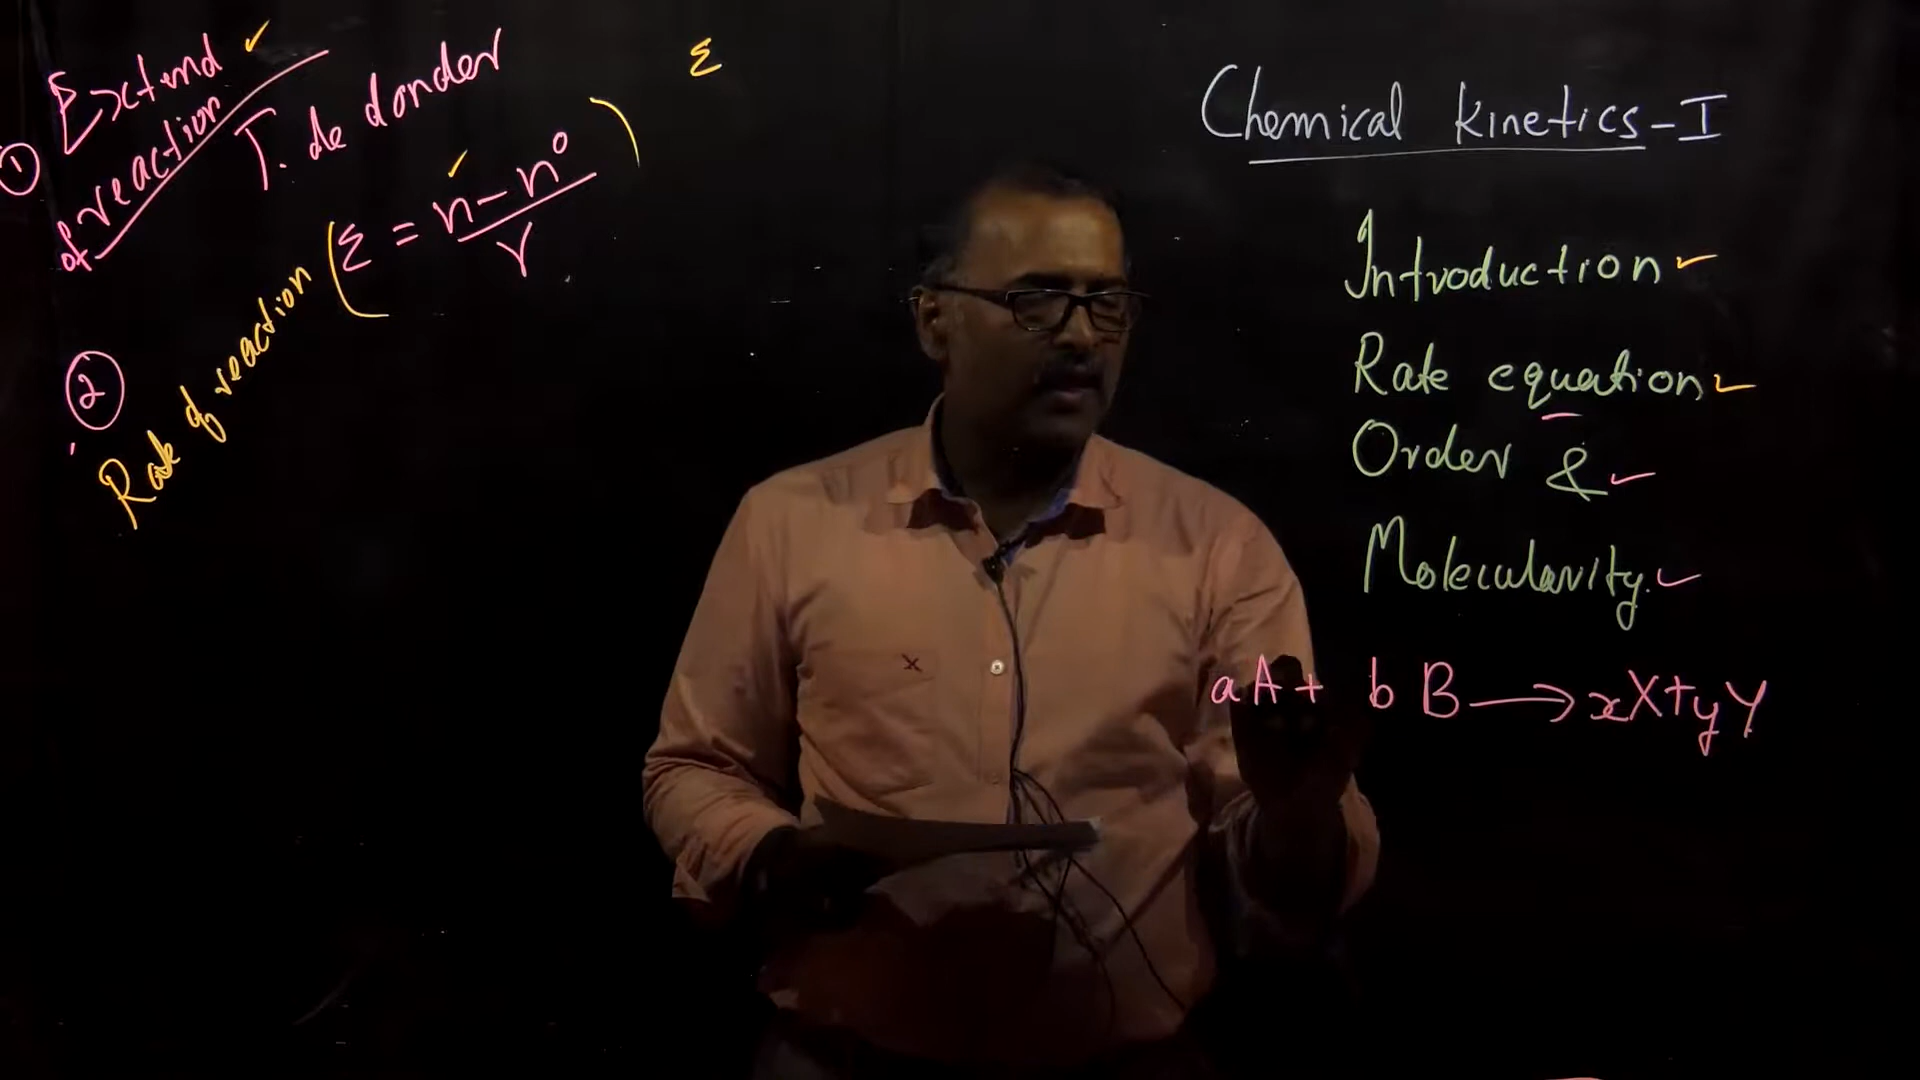 ① Extend ✓
of reaction
T. de donder
(Σ = n - n⁰ / γ)
Σ
② Rate of reaction
Chemical kinetics - I
Introduction ✓
Rate equation ✓
Order & ✓
Molecularity. ✓
aA + bB → xX + yY